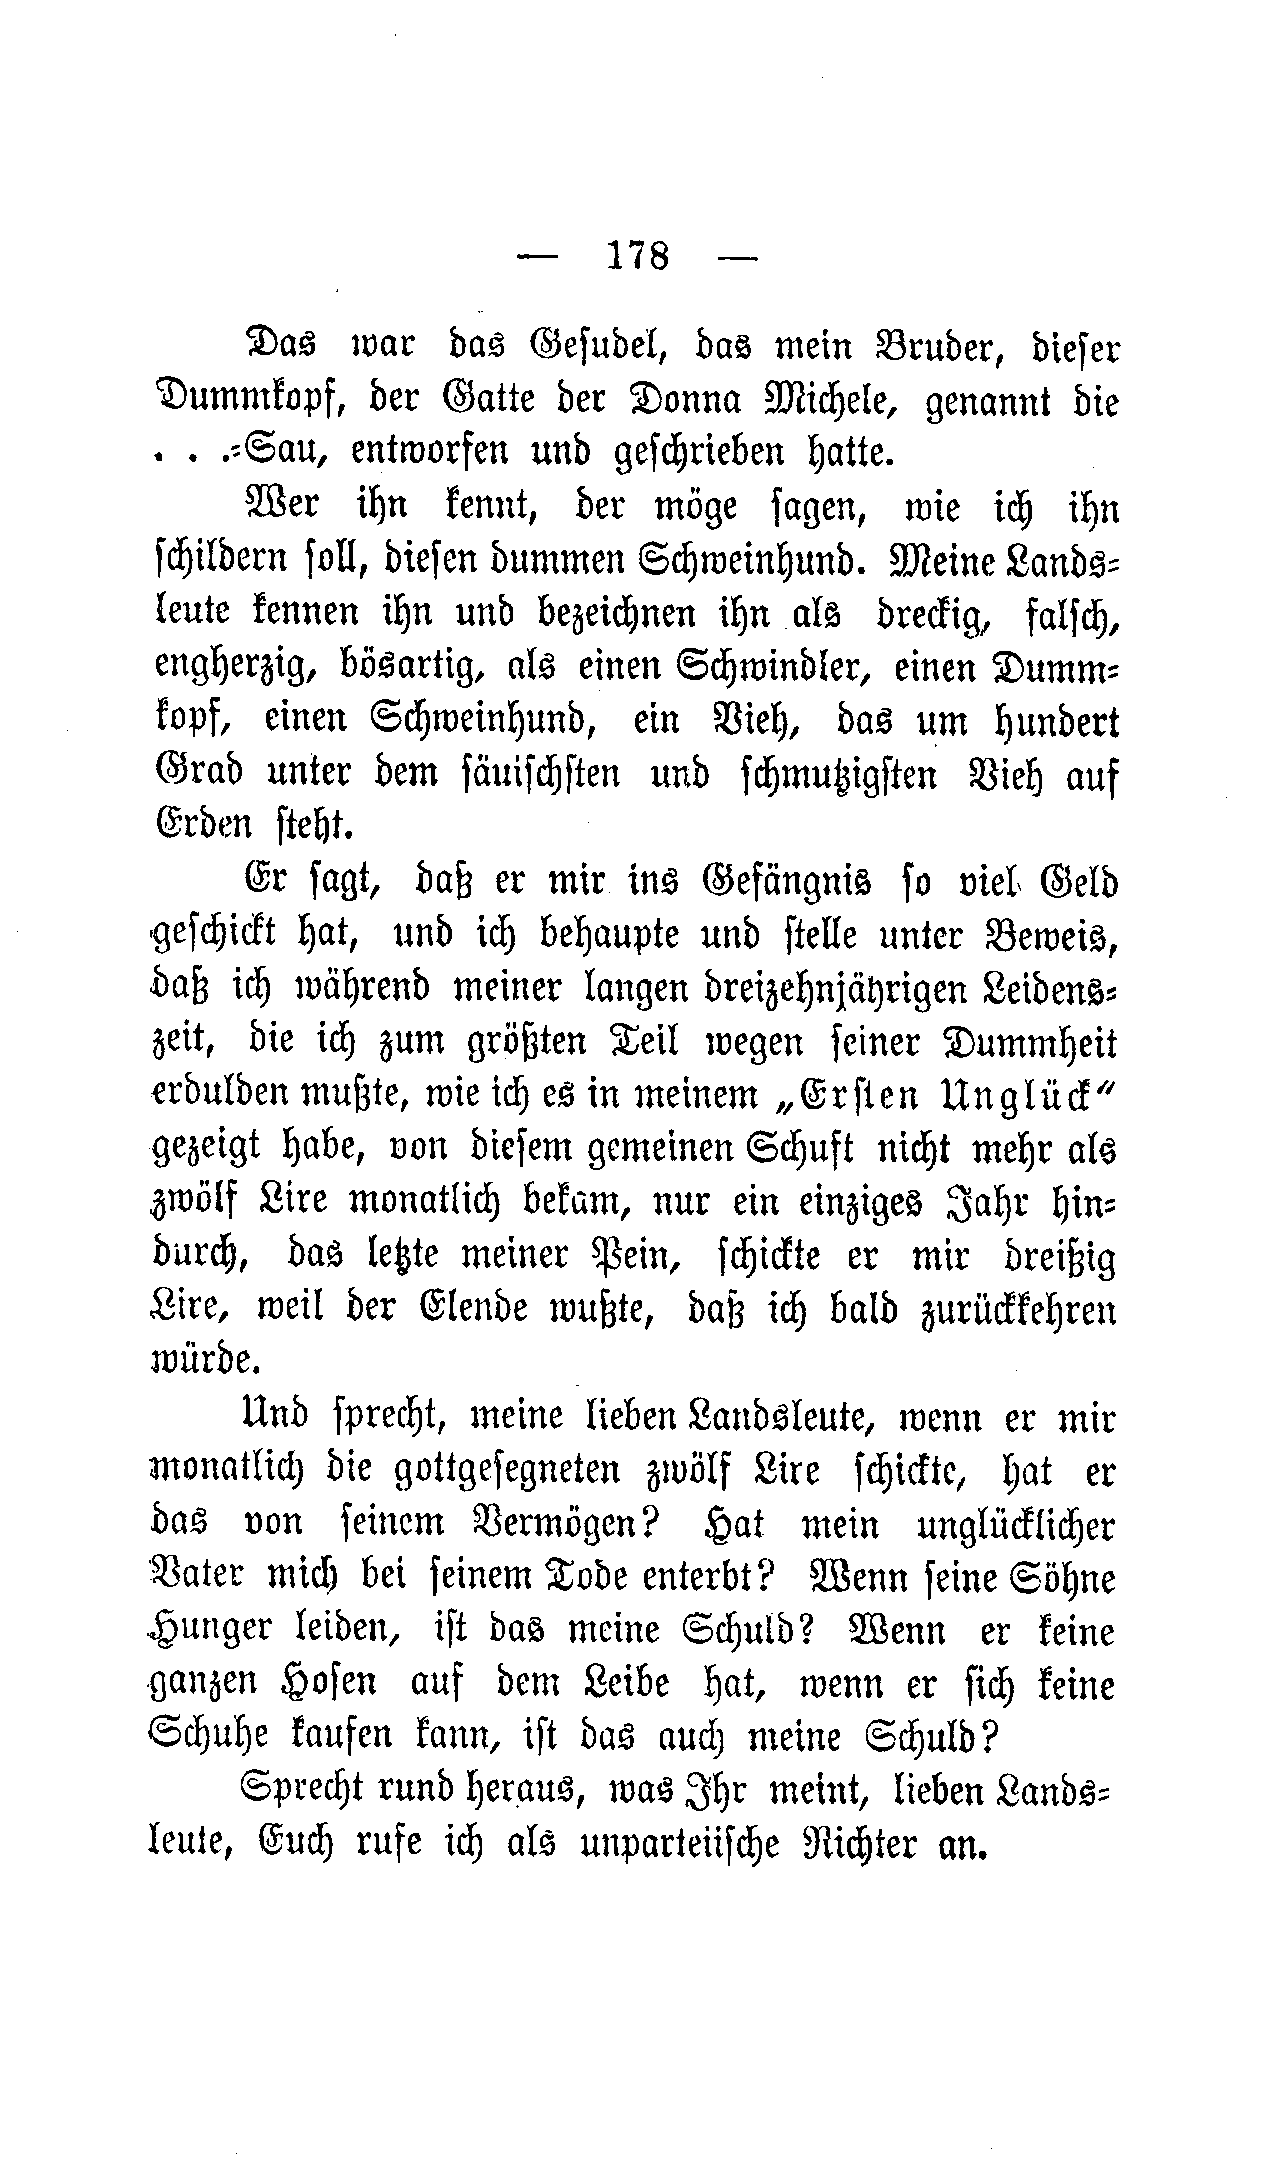 — 178 —
Das war das Gesudel, das mein Bruder, dieser
Dummkopf, der Gatte der Donna Michele, genannt die
. . .=Sau, entworfen und geschrieben hatte.
Wer ihn kennt, der möge sagen, wie ich ihn
schildern soll, diesen dummen Schweinhund. Meine Lands=
leute kennen ihn und bezeichnen ihn als dreckig, falsch,
engherzig, bösartig, als einen Schwindler, einen Dumm=
kopf, einen Schweinhund, ein Vieh, das um hundert
Grad unter dem säuischsten und schmutzigsten Vieh auf
Erden steht.
Er sagt, daß er mir ins Gefängnis so viel Geld
geschickt hat, und ich behaupte und stelle unter Beweis,
daß ich während meiner langen dreizehnjährigen Leidens=
zeit, die ich zum größten Teil wegen seiner Dummheit
erdulden mußte, wie ich es in meinem „Ersten Unglück"
gezeigt habe, von diesem gemeinen Schuft nicht mehr als
zwölf Lire monatlich bekam, nur ein einziges Jahr hin=
durch, das letzte meiner Pein, schickte er mir dreißig
Lire, weil der Elende wußte, daß ich bald zurückkehren
würde.
Und sprecht, meine lieben Landsleute, wenn er mir
monatlich die gottgesegneten zwölf Lire schickte, hat er
das von seinem Vermögen? Hat mein unglücklicher
Vater mich bei seinem Tode enterbt? Wenn seine Söhne
Hunger leiden, ist das meine Schuld? Wenn er keine
ganzen Hosen auf dem Leibe hat, wenn er sich keine
Schuhe kaufen kann, ist das auch meine Schuld?
Sprecht rund heraus, was Ihr meint, lieben Lands=
leute, Euch rufe ich als unparteiische Richter an.